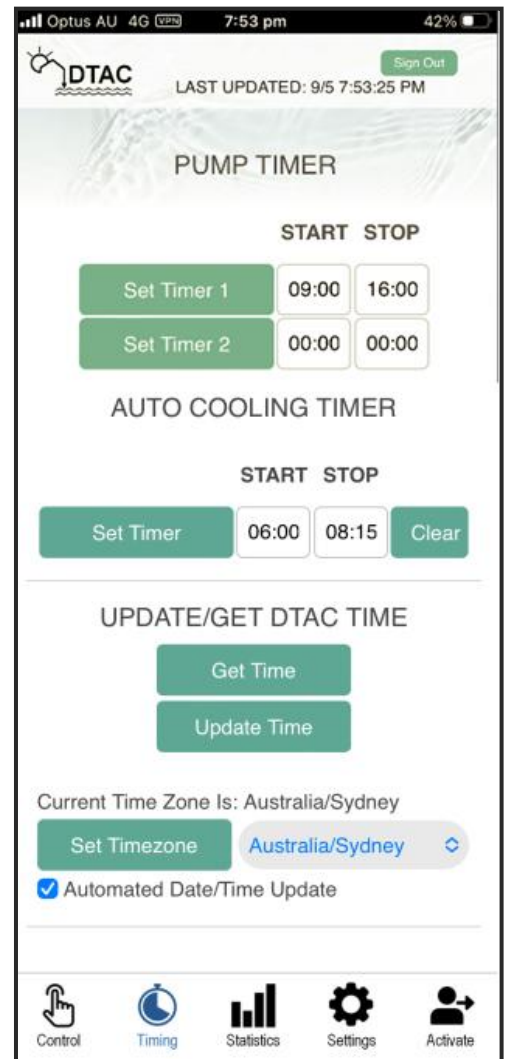 Optus AU 4G VPN 7:53 pm 42%
DTAC
Sign Out
LAST UPDATED: 9/5 7:53:25 PM
PUMP TIMER
START STOP
Set Timer 1 09:00 16:00
Set Timer 2 00:00 00:00
AUTO COOLING TIMER
START STOP
Set Timer 06:00 08:15 Clear
UPDATE/GET DTAC TIME
Get Time
Update Time
Current Time Zone Is: Australia/Sydney
Set Timezone Australia/Sydney
Automated Date/Time Update
Control Timing Statistics Settings Activate